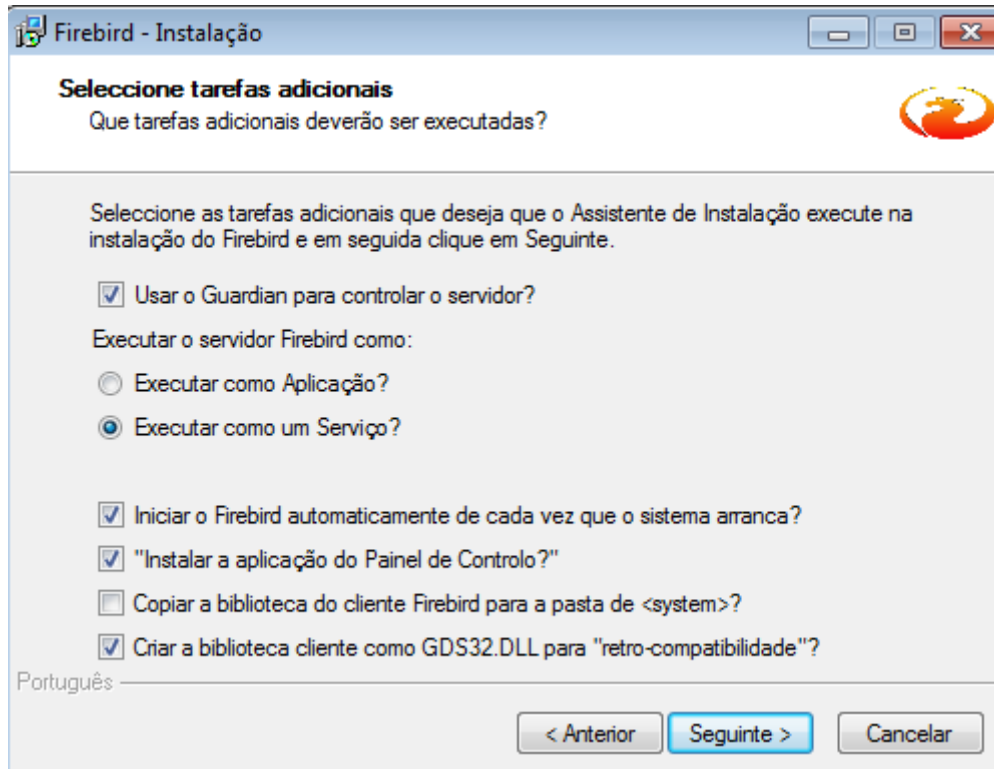 Firebird - Instalação
Seleccione tarefas adicionais
Que tarefas adicionais deverão ser executadas?
Seleccione as tarefas adicionais que deseja que o Assistente de Instalação execute na
instalação do Firebird e em seguida clique em Seguinte.
Usar o Guardian para controlar o servidor?
Executar o servidor Firebird como:
Executar como Aplicação?
Executar como um Serviço?
Iniciar o Firebird automaticamente de cada vez que o sistema arranca?
"Instalar a aplicação do Painel de Controlo?"
Copiar a biblioteca do cliente Firebird para a pasta de <system>?
Criar a biblioteca cliente como GDS32.DLL para "retro-compatibilidade"?
Português
< Anterior
Seguinte >
Cancelar